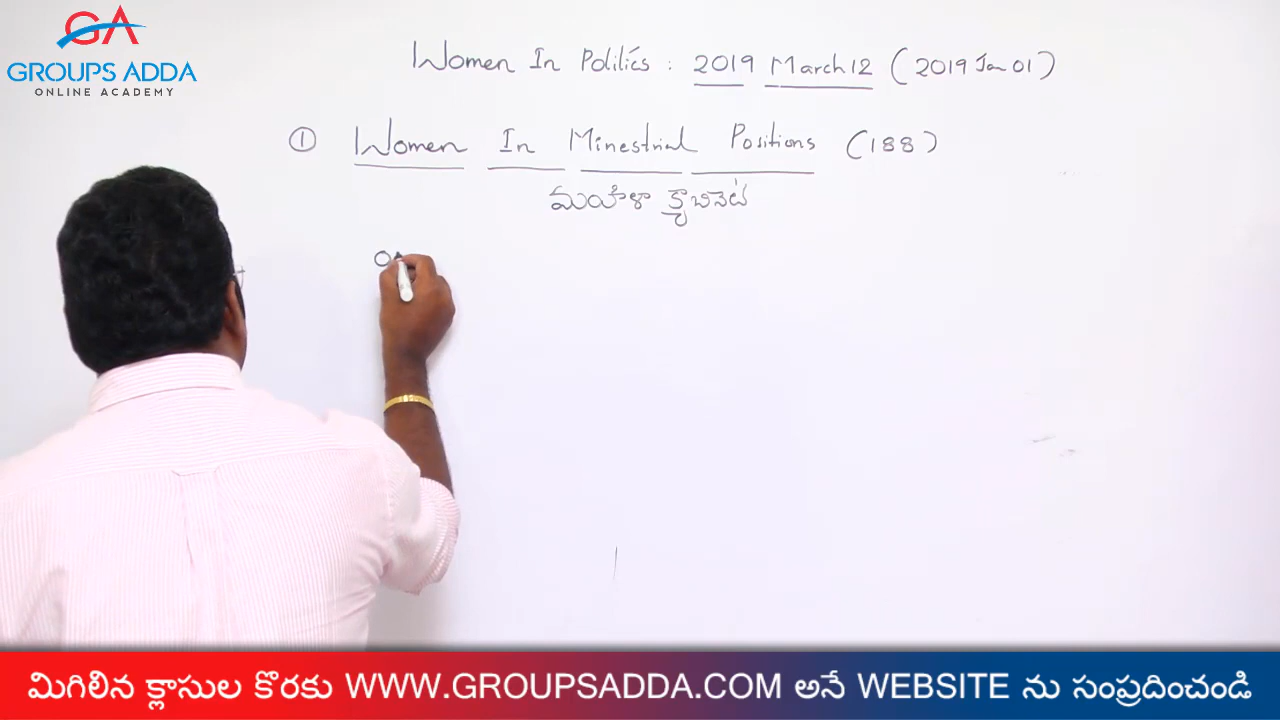 GA
GROUPS ADDA
ONLINE ACADEMY
Women In Politics : 2019 March 12 (2019 Jan 01)
① Women In Minestrial Positions (188)
మహిళా క్యాబినెట్
మిగిలిన క్లాసుల కొరకు WWW.GROUPSADDA.COM అనే WEBSITE ను సంప్రదించండి